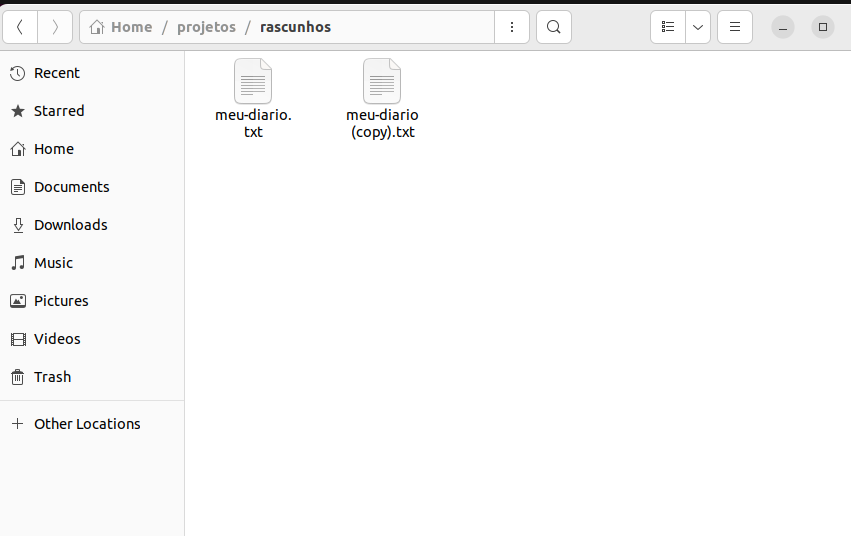 Home / projetos / rascunhos
Recent
Starred
Home
Documents
Downloads
Music
Pictures
Videos
Trash
Other Locations
meu-diario.
txt
meu-diario
(copy).txt